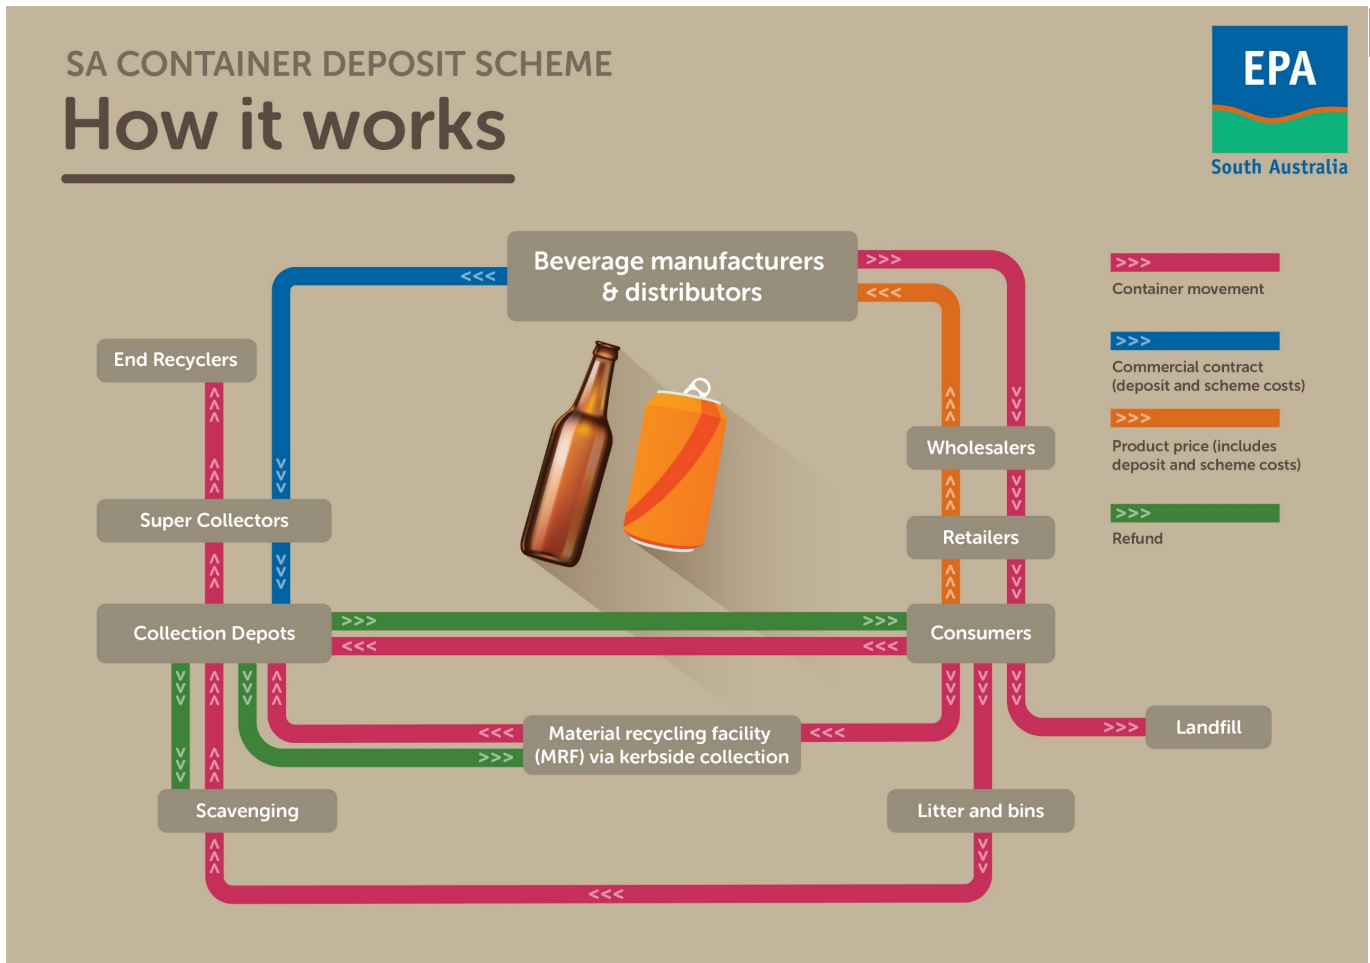 SA CONTAINER DEPOSIT SCHEME
How it works
EPA
South Australia
Beverage manufacturers
& distributors
>>>
<<<
<<<
>>>
Container movement
>>>
Commercial contract
(deposit and scheme costs)
>>>
Product price (includes
deposit and scheme costs)
>>>
Refund
End Recyclers
Wholesalers
Super Collectors
Retailers
Collection Depots
>>>
>>>
<<<
<<<
Consumers
Material recycling facility
(MRF) via kerbside collection
<<<
>>>
<<<
>>>
Landfill
Scavenging
Litter and bins
<<<